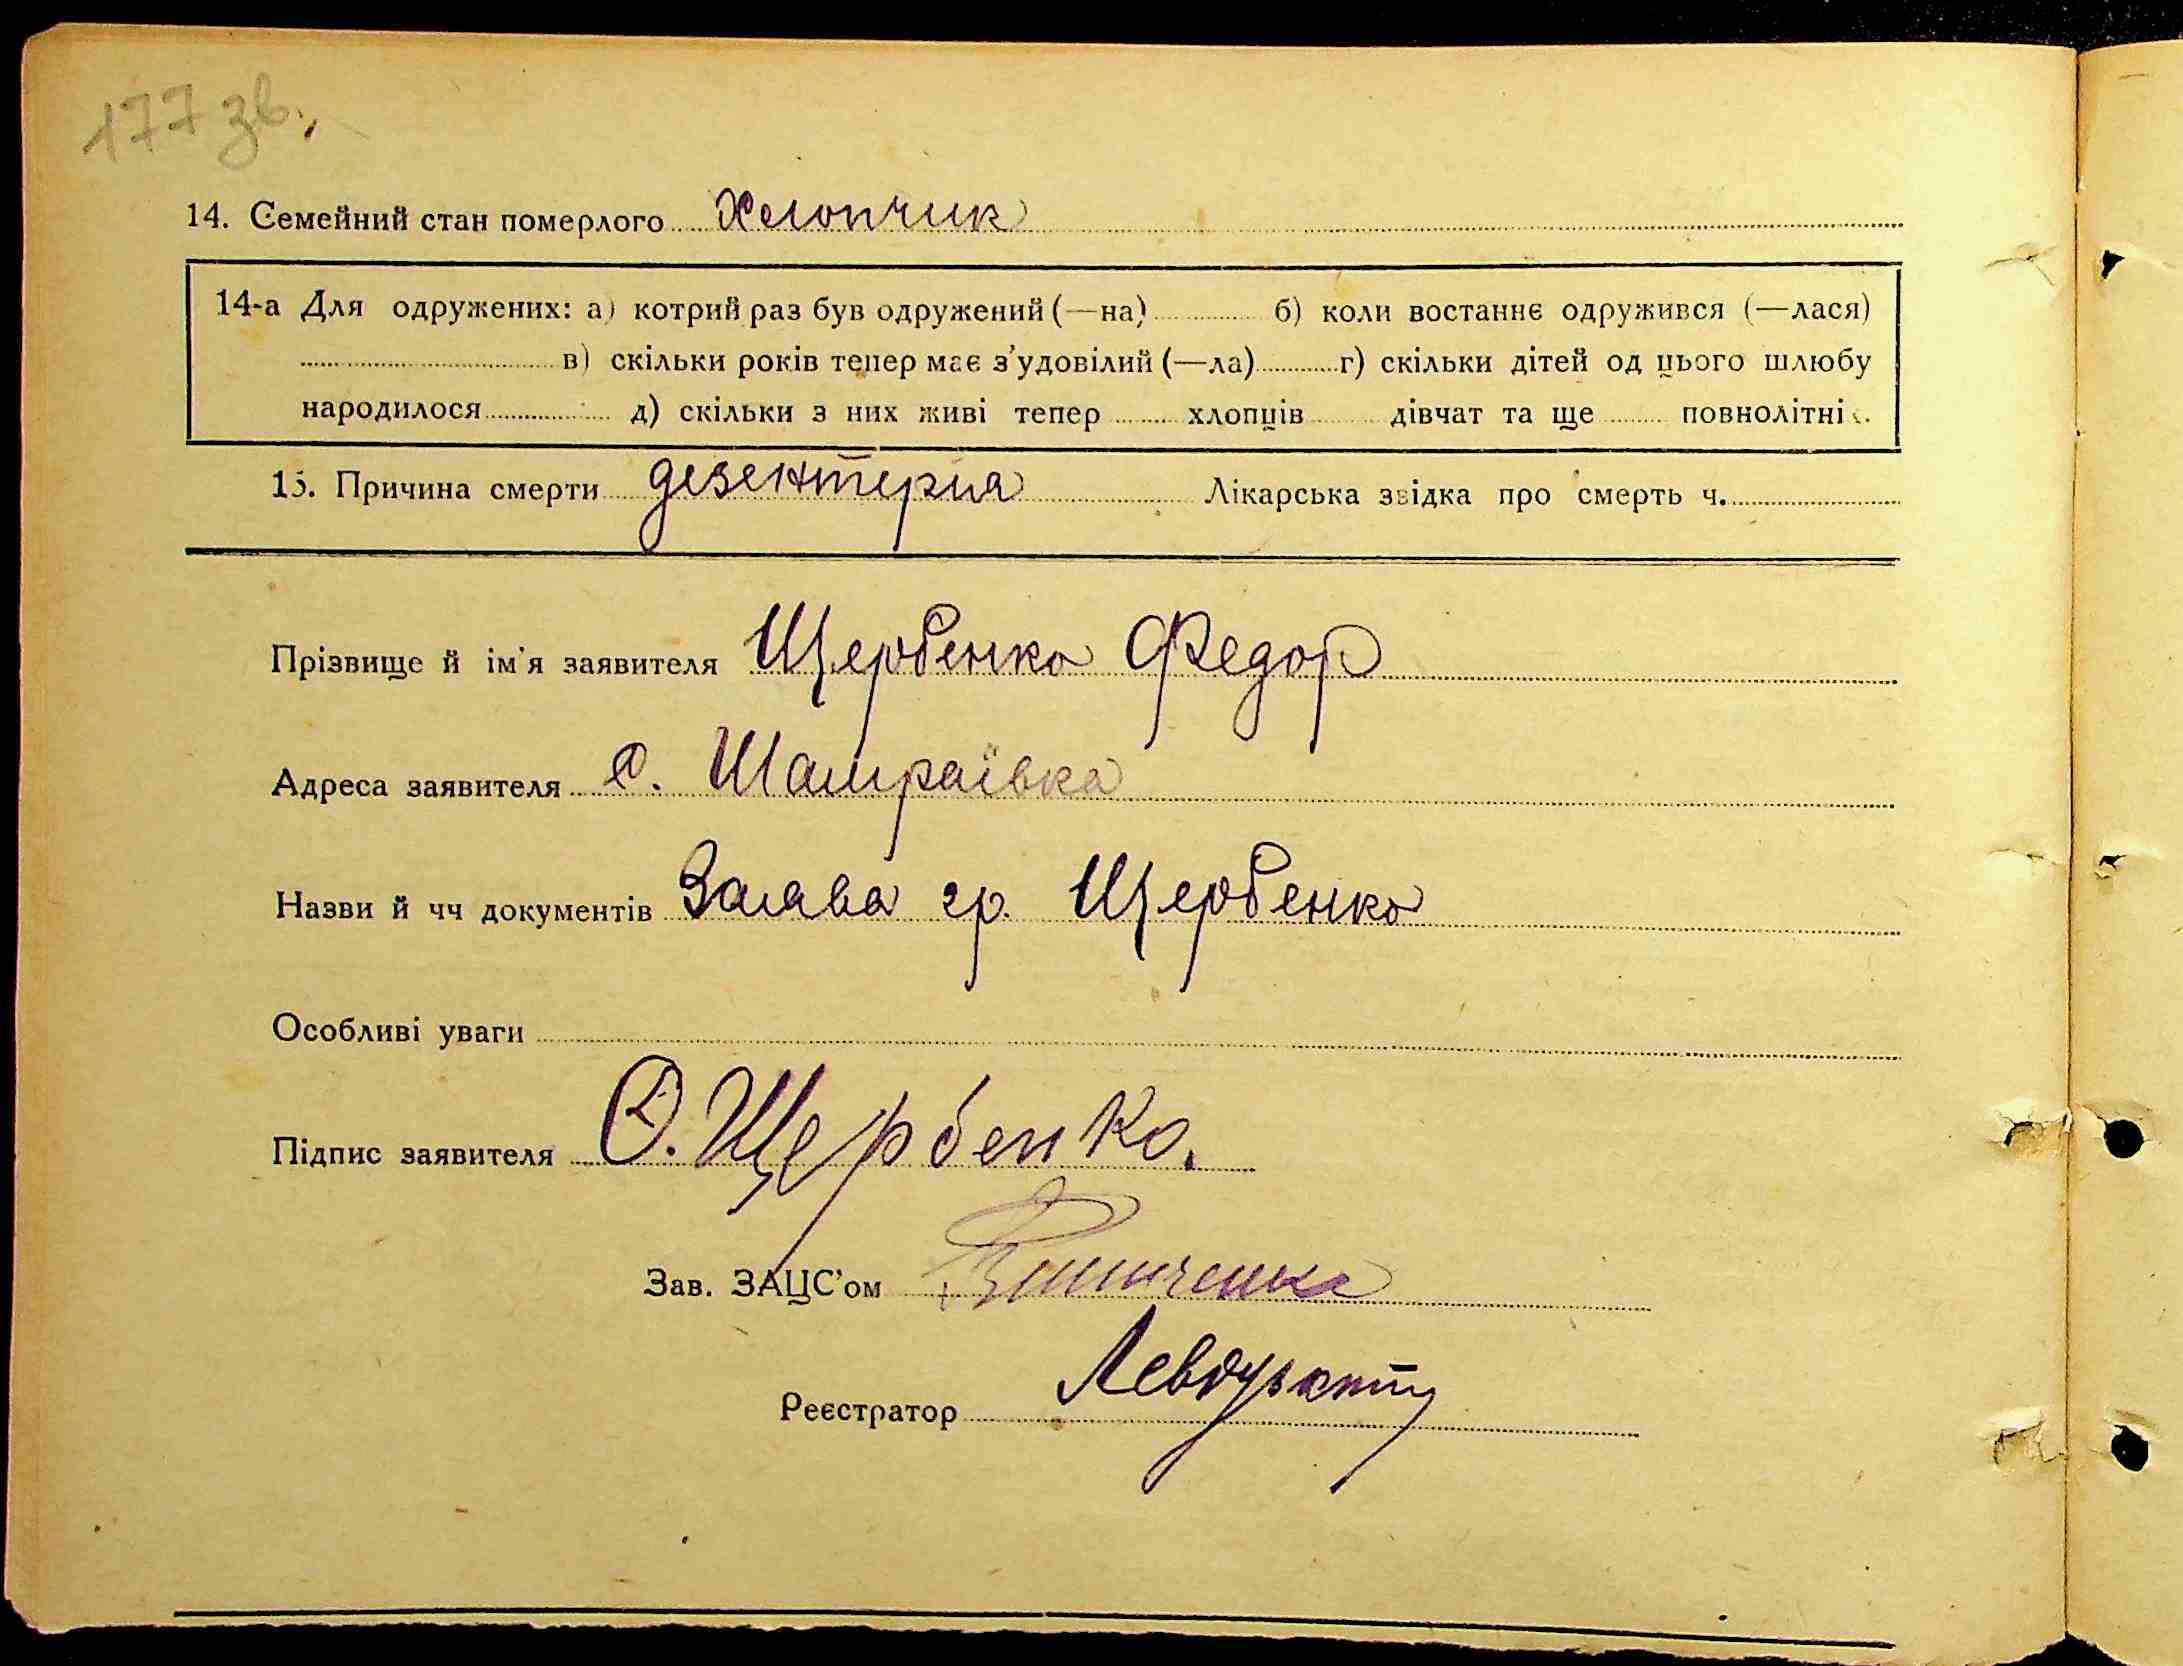 177 зв.
14. Семейний стан померлого Хлопчик
14-а Для одружених: а) котрий раз був одружений (—на) б) коли востаннє одружився (—лася)
в) скільки років тепер має з'удовілий (—ла) г) скільки дітей од цього шлюбу
народилося д) скільки з них живі тепер хлопців дівчат та ще повнолітніх.
15. Причина смерти дезентерия Лікарська звідка про смерть ч.
Прізвище й ім'я заявителя Щербенко Федор
Адреса заявителя с. Шамраївка
Назви й чч документів Заява гр. Щербенко
Особливі уваги
Підпис заявителя Ф. Щербенко.
Зав. ЗАЦС'ом
Реєстратор